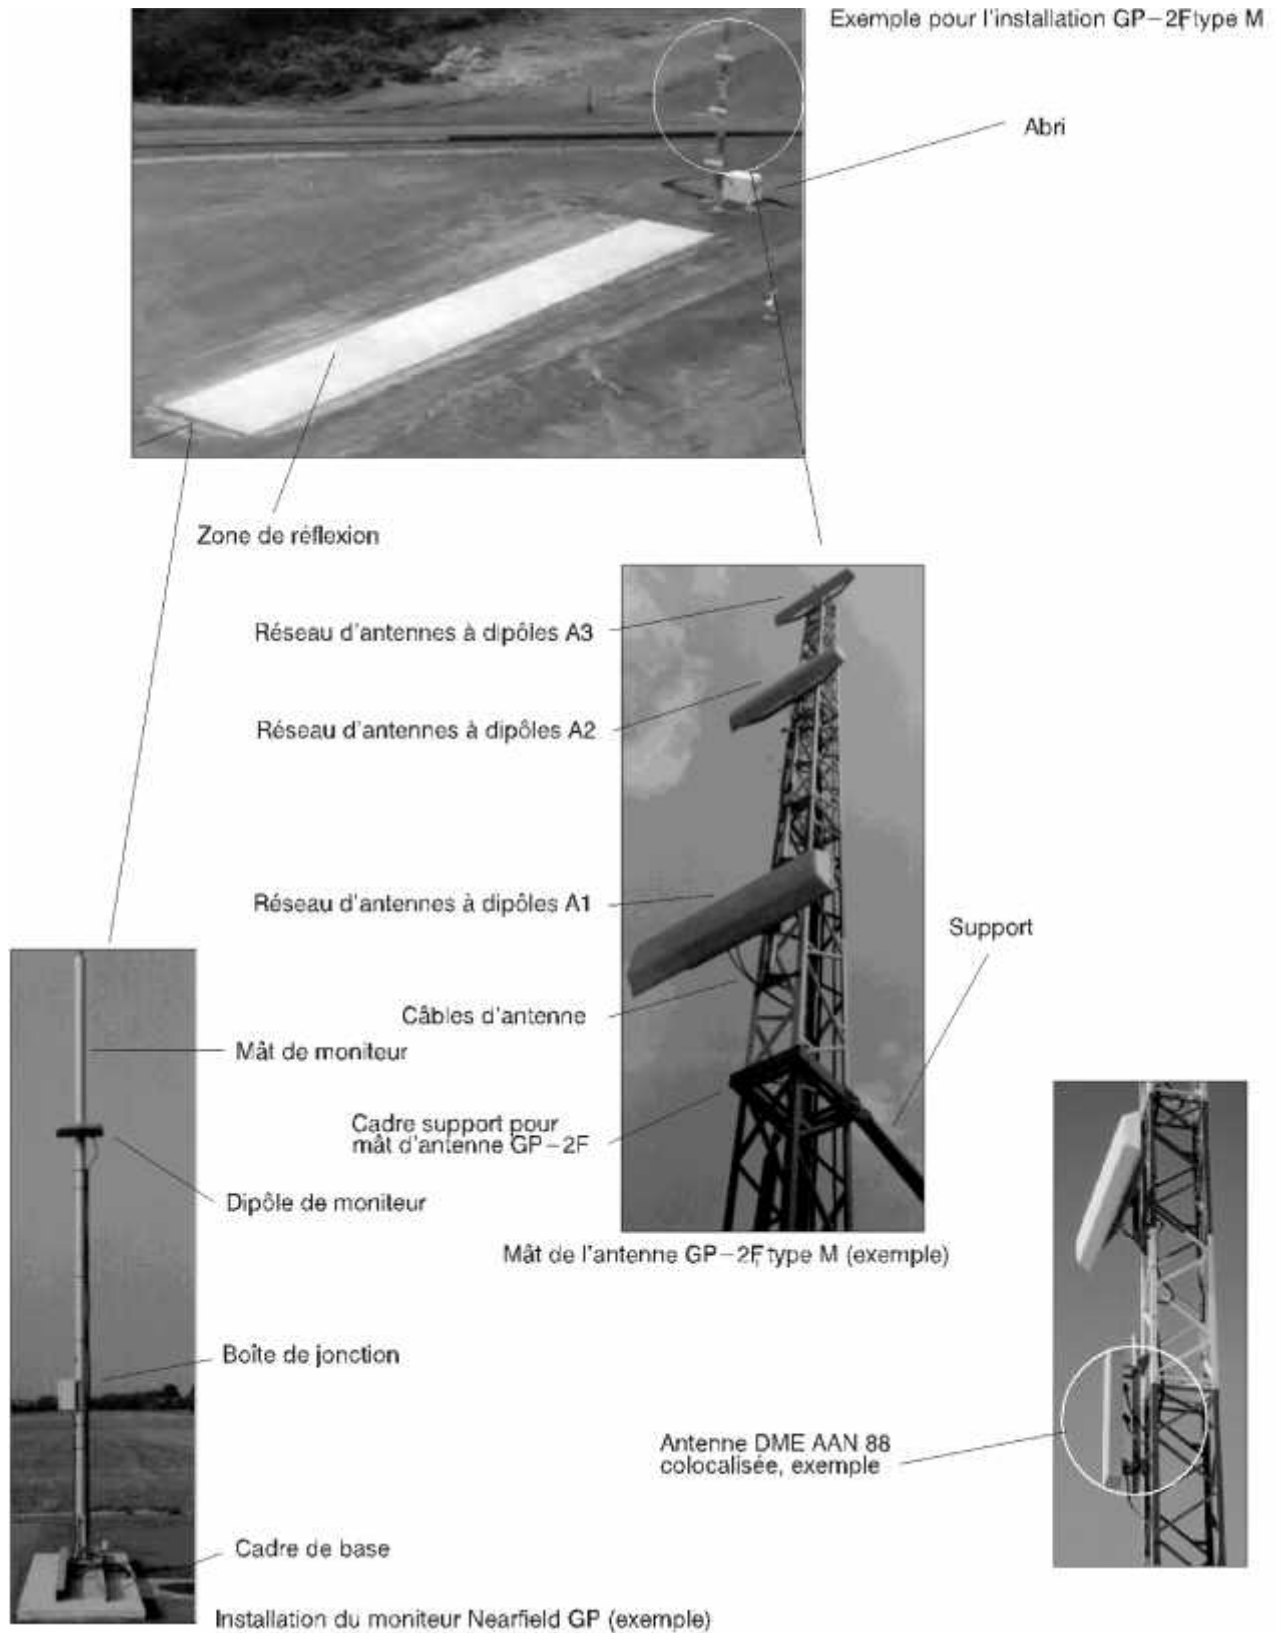 Exemple pour l'installation GP-2F, type M
Abri
Zone de réflexion
Réseau d'antennes à dipôles A3
Réseau d'antennes à dipôles A2
Réseau d'antennes à dipôles A1
Support
Câbles d'antenne
Mât de moniteur
Cadre support pour
mât d'antenne GP-2F
Dipôle de moniteur
Mât de l'antenne GP-2F, type M (exemple)
Boîte de jonction
Antenne DME AAN 88
colocalisée, exemple
Cadre de base
Installation du moniteur Nearfield GP (exemple)